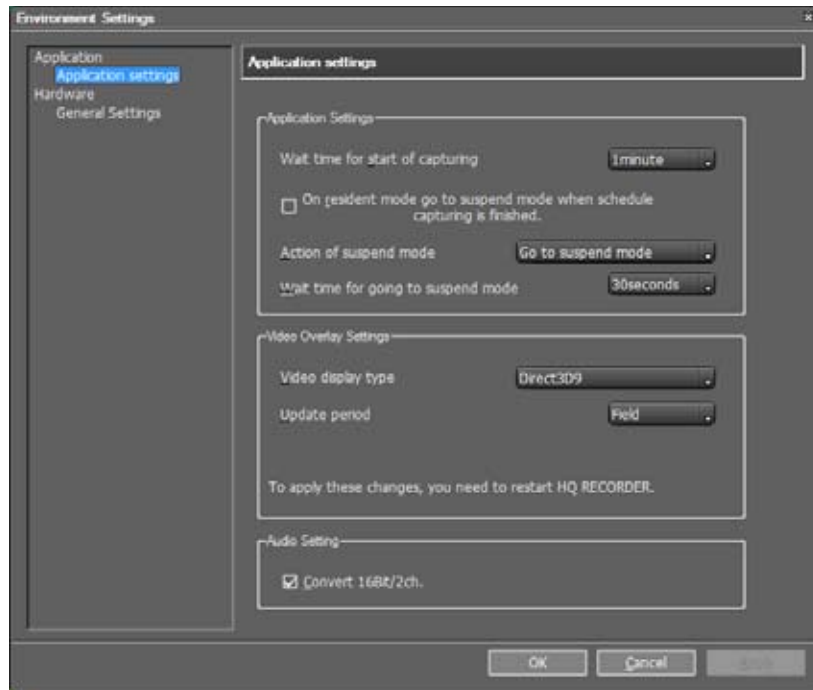 Environment Settings
Application
Application settings
Hardware
General Settings
Application settings
Application Settings
Wait time for start of capturing
1minute
On resident mode go to suspend mode when schedule
capturing is finished.
Action of suspend mode
Go to suspend mode
Wait time for going to suspend mode
30seconds
Video Overlay Settings
Video display type
Direct3D9
Update period
Field
To apply these changes, you need to restart HQ RECORDER.
Audio Setting
Convert 16Bit/2ch.
OK
Cancel